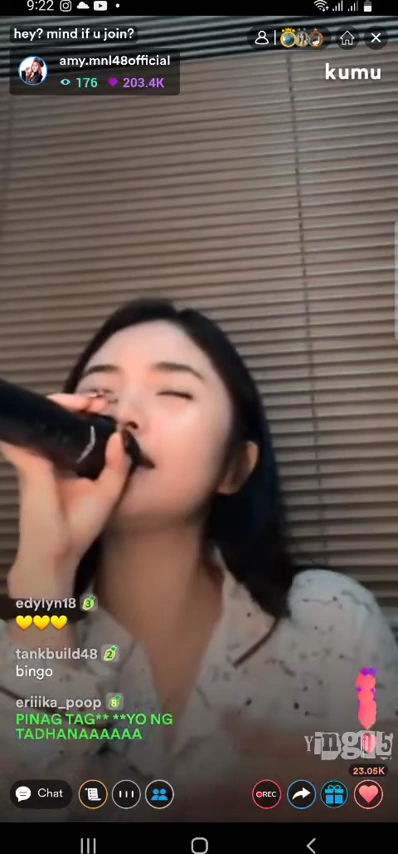 9:22
hey? mind if u join?
amy.mnl48official
176 203.4K
kumu
edylyn18 3
tankbuild48 2
bingo
eriiika_poop 8
PINAG TAG** **YO NG
TADHANAAAAAA
Ying05
23.05K
Chat
REC